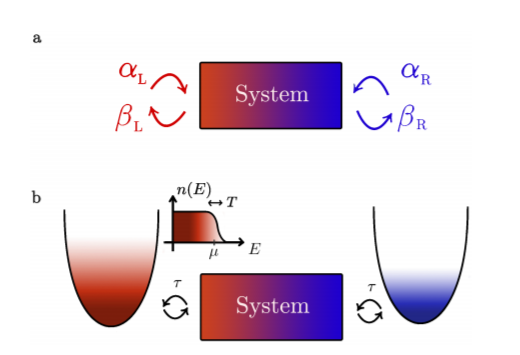 a
α_L System α_R
β_L β_R
b
n(E)
T
μ E
τ System τ